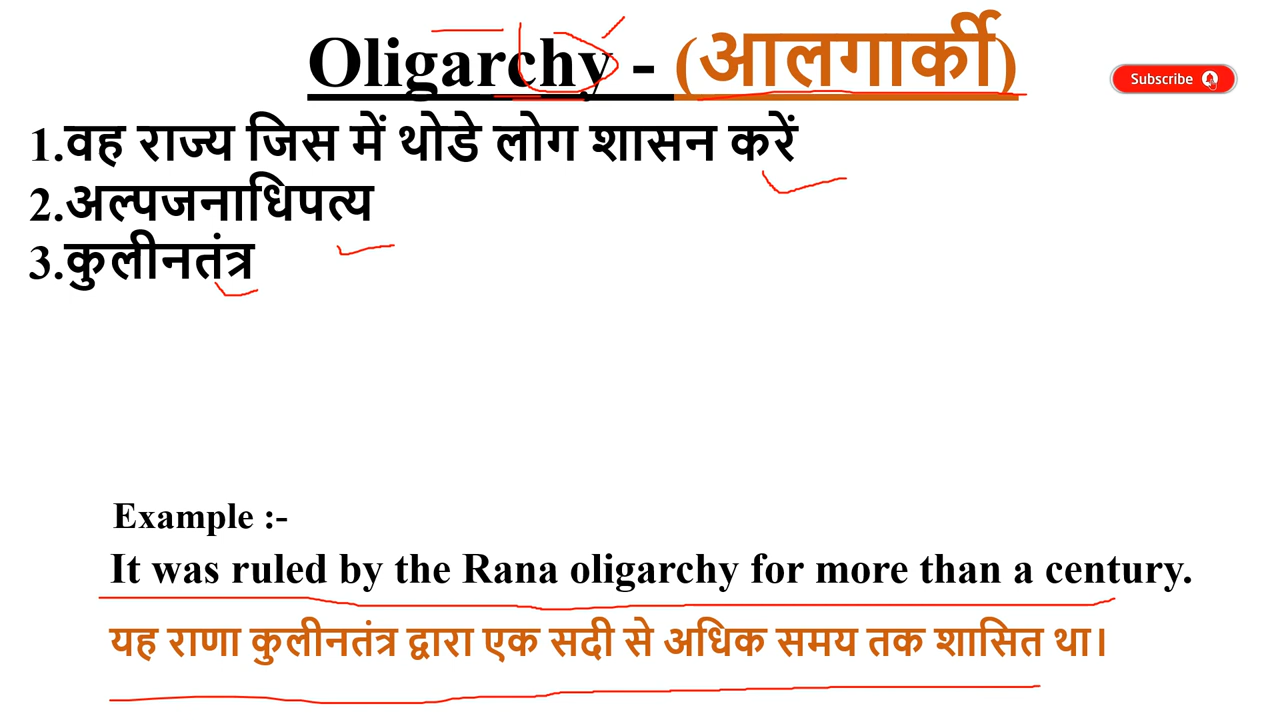 Oligarchy - (आलगार्की)
Subscribe
1.वह राज्य जिस में थोडे लोग शासन करें
2.अल्पजनाधिपत्य
3.कुलीनतंत्र
Example :-
It was ruled by the Rana oligarchy for more than a century.
यह राणा कुलीनतंत्र द्वारा एक सदी से अधिक समय तक शासित था।